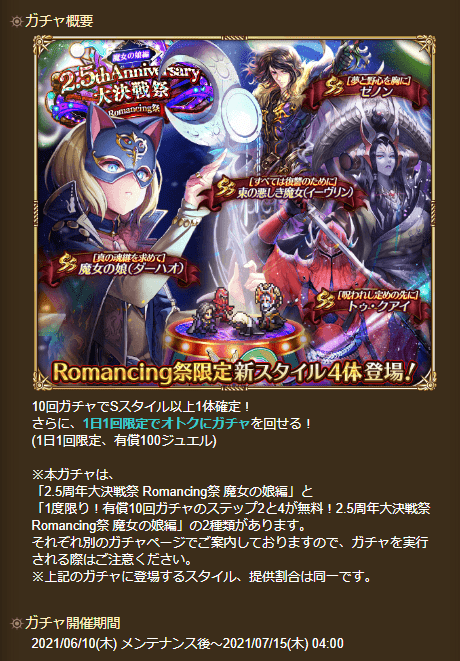 ガチャ概要
魔女の娘編
2.5th Anniversary
大決戦祭
Romancing祭
SS [夢と野心を胸に]
ゼノン
SS [すべては復讐のために]
東の悪しき魔女(イーヴリン)
SS [真の魂継を求めて]
魔女の娘(ダーハオ)
SS [呪われし定めの先に]
トゥ・クアイ
Romancing祭限定新スタイル4体登場!
10回ガチャでSスタイル以上1体確定！
さらに、1日1回限定でオトクにガチャを回せる！
(1日1回限定、有償100ジュエル)
※本ガチャは、
「2.5周年大決戦祭 Romancing祭 魔女の娘編」と
「1度限り！有償10回ガチャのステップ2と4が無料！2.5周年大決戦祭
Romancing祭 魔女の娘編」の2種類があります。
それぞれ別のガチャページでご案内しておりますので、ガチャを実行
される際はご注意ください。
※上記のガチャに登場するスタイル、提供割合は同一です。
ガチャ開催期間
2021/06/10(木) メンテナンス後～2021/07/15(木) 04:00